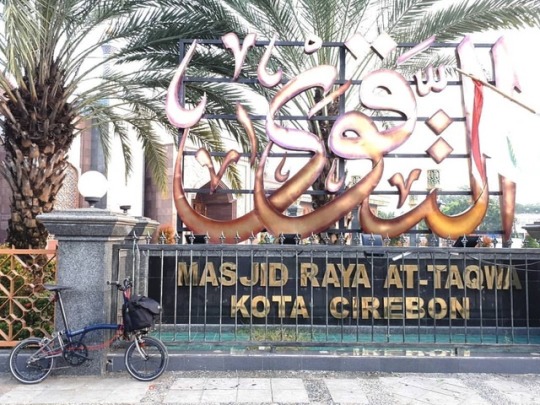 التقوى
MASJID RAYA AT-TAQWA
KOTA CIREBON